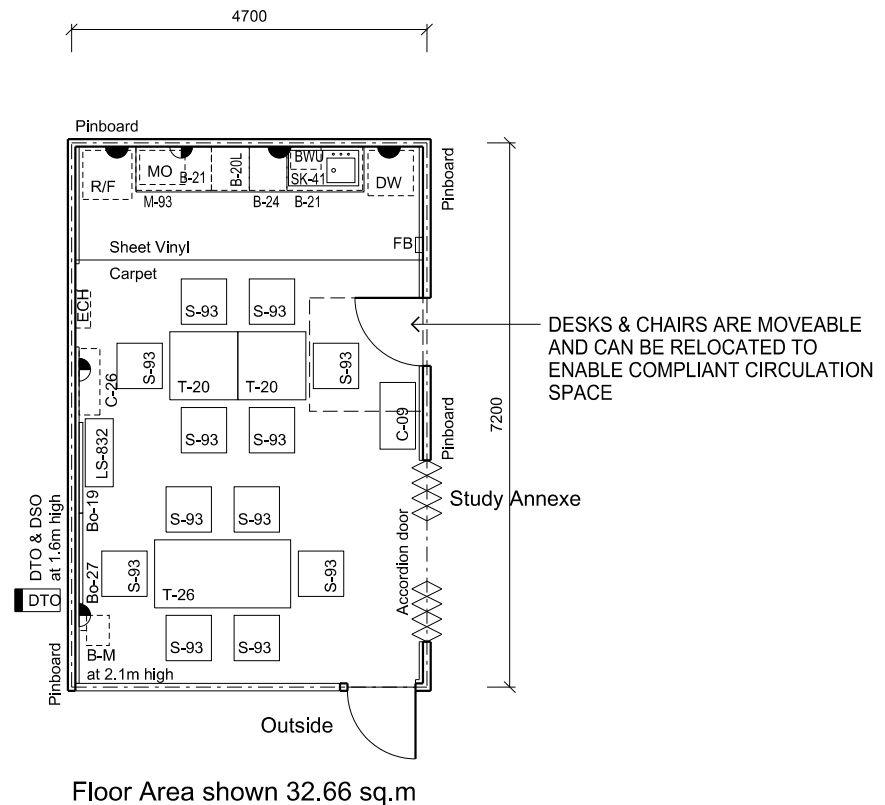 4700
Pinboard
Pinboard
R/F
MO
B-21
B-20L
BWU
SK-41
DW
M-93
B-24
B-21
Sheet Vinyl
FB
Carpet
ECH
S-93
S-93
DESKS & CHAIRS ARE MOVEABLE
AND CAN BE RELOCATED TO
ENABLE COMPLIANT CIRCULATION
SPACE
S-93
T-20
T-20
S-93
C-26
C-09
Pinboard
7200
S-93
S-93
LS-832
Study Annexe
S-93
S-93
Bo-19
DTO & DSO
at 1.6m high
Accordion door
S-93
S-93
Bo-27
T-26
DTO
S-93
S-93
B-M
at 2.1m high
Pinboard
Outside
Floor Area shown 32.66 sq.m